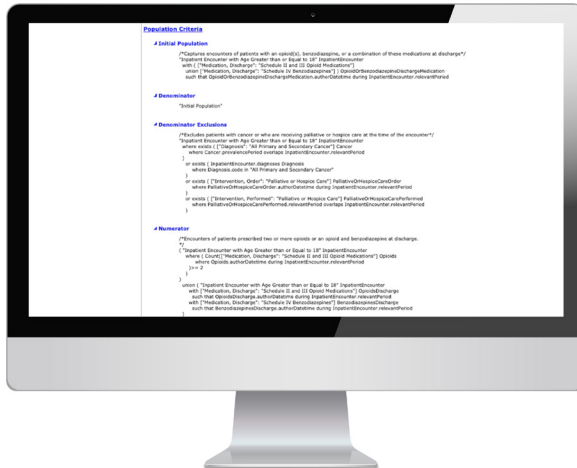 Population Criteria
Initial Population
/*Captures encounters of patients with an opioid(s), benzodiazepine, or a combination of these medications at discharge*/
"Inpatient Encounter with Age Greater than or Equal to 18" InpatientEncounter
with ( ["Medication, Discharge": "Schedule II and III Opioid Medications"]
union ["Medication, Discharge": "Schedule IV Benzodiazepines"] ) OpioidOrBenzodiazepineDischargeMedication
such that OpioidOrBenzodiazepineDischargeMedication.authorDatetime during InpatientEncounter.relevantPeriod
Denominator
"Initial Population"
Denominator Exclusions
/*Excludes patients with cancer or who are receiving palliative or hospice care at the time of the encounter*/
"Inpatient Encounter with Age Greater than or Equal to 18" InpatientEncounter
where exists ( ["Diagnosis": "All Primary and Secondary Cancer"] Cancer
where Cancer.prevalencePeriod overlaps InpatientEncounter.relevantPeriod
)
or exists ( InpatientEncounter.diagnoses Diagnosis
where Diagnosis.code in "All Primary and Secondary Cancer"
)
or exists ( ["Intervention, Order": "Palliative or Hospice Care"] PalliativeOrHospiceCareOrder
where PalliativeOrHospiceCareOrder.authorDatetime during InpatientEncounter.relevantPeriod
)
or exists ( ["Intervention, Performed": "Palliative or Hospice Care"] PalliativeOrHospiceCarePerformed
where PalliativeOrHospiceCarePerformed.relevantPeriod overlaps InpatientEncounter.relevantPeriod
)
Numerator
/*Encounters of patients prescribed two or more opioids or an opioid and benzodiazepine at discharge.
*/
( "Inpatient Encounter with Age Greater than or Equal to 18" InpatientEncounter
where ( Count(["Medication, Discharge": "Schedule II and III Opioid Medications"] Opioids
where Opioids.authorDatetime during InpatientEncounter.relevantPeriod
)>= 2
)
)
union ( "Inpatient Encounter with Age Greater than or Equal to 18" InpatientEncounter
with ["Medication, Discharge": "Schedule II and III Opioid Medications"] OpioidsDischarge
such that OpioidsDischarge.authorDatetime during InpatientEncounter.relevantPeriod
with ["Medication, Discharge": "Schedule IV Benzodiazepines"] BenzodiazepinesDischarge
such that BenzodiazepinesDischarge.authorDatetime during InpatientEncounter.relevantPeriod
)